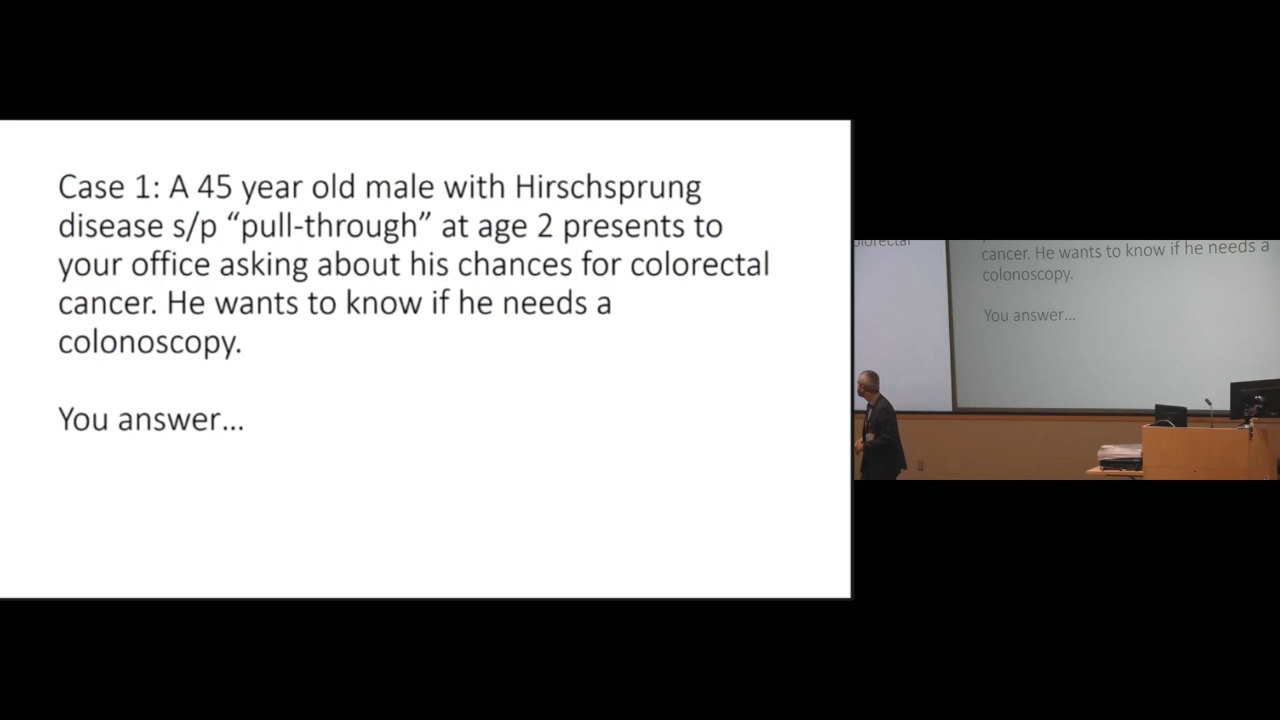 Case 1: A 45 year old male with Hirschsprung
disease s/p “pull-through” at age 2 presents to
your office asking about his chances for colorectal
cancer. He wants to know if he needs a
colonoscopy.
You answer…
colorectal
cancer. He wants to know if he needs a
colonoscopy.
You answer…